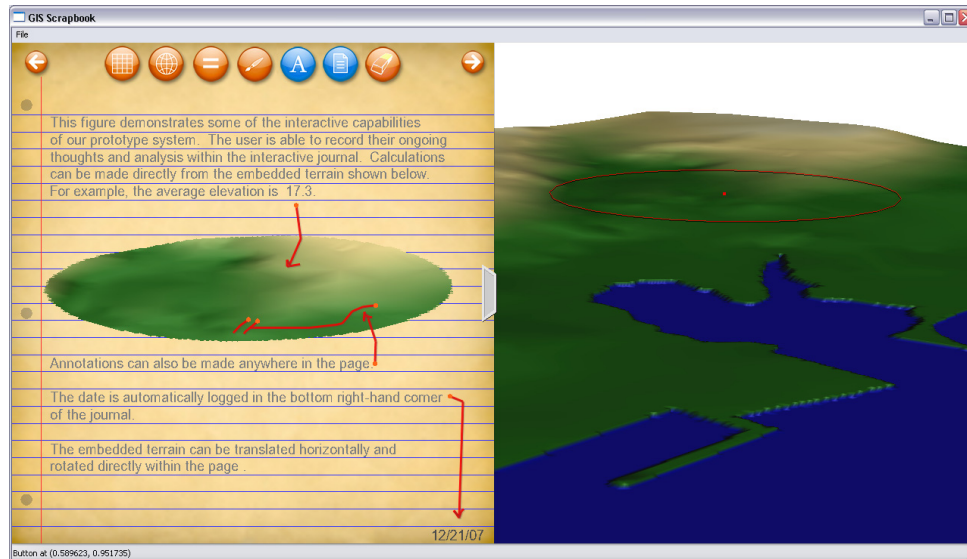 GIS Scrapbook
File
A
This figure demonstrates some of the interactive capabilities
of our prototype system. The user is able to record their ongoing
thoughts and analysis within the interactive journal. Calculations
can be made directly from the embedded terrain shown below.
For example, the average elevation is 17.3.
Annotations can also be made anywhere in the page.
The date is automatically logged in the bottom right-hand corner
of the journal.
The embedded terrain can be translated horizontally and
rotated directly within the page .
12/21/07
Button at (0.589623, 0.951735)